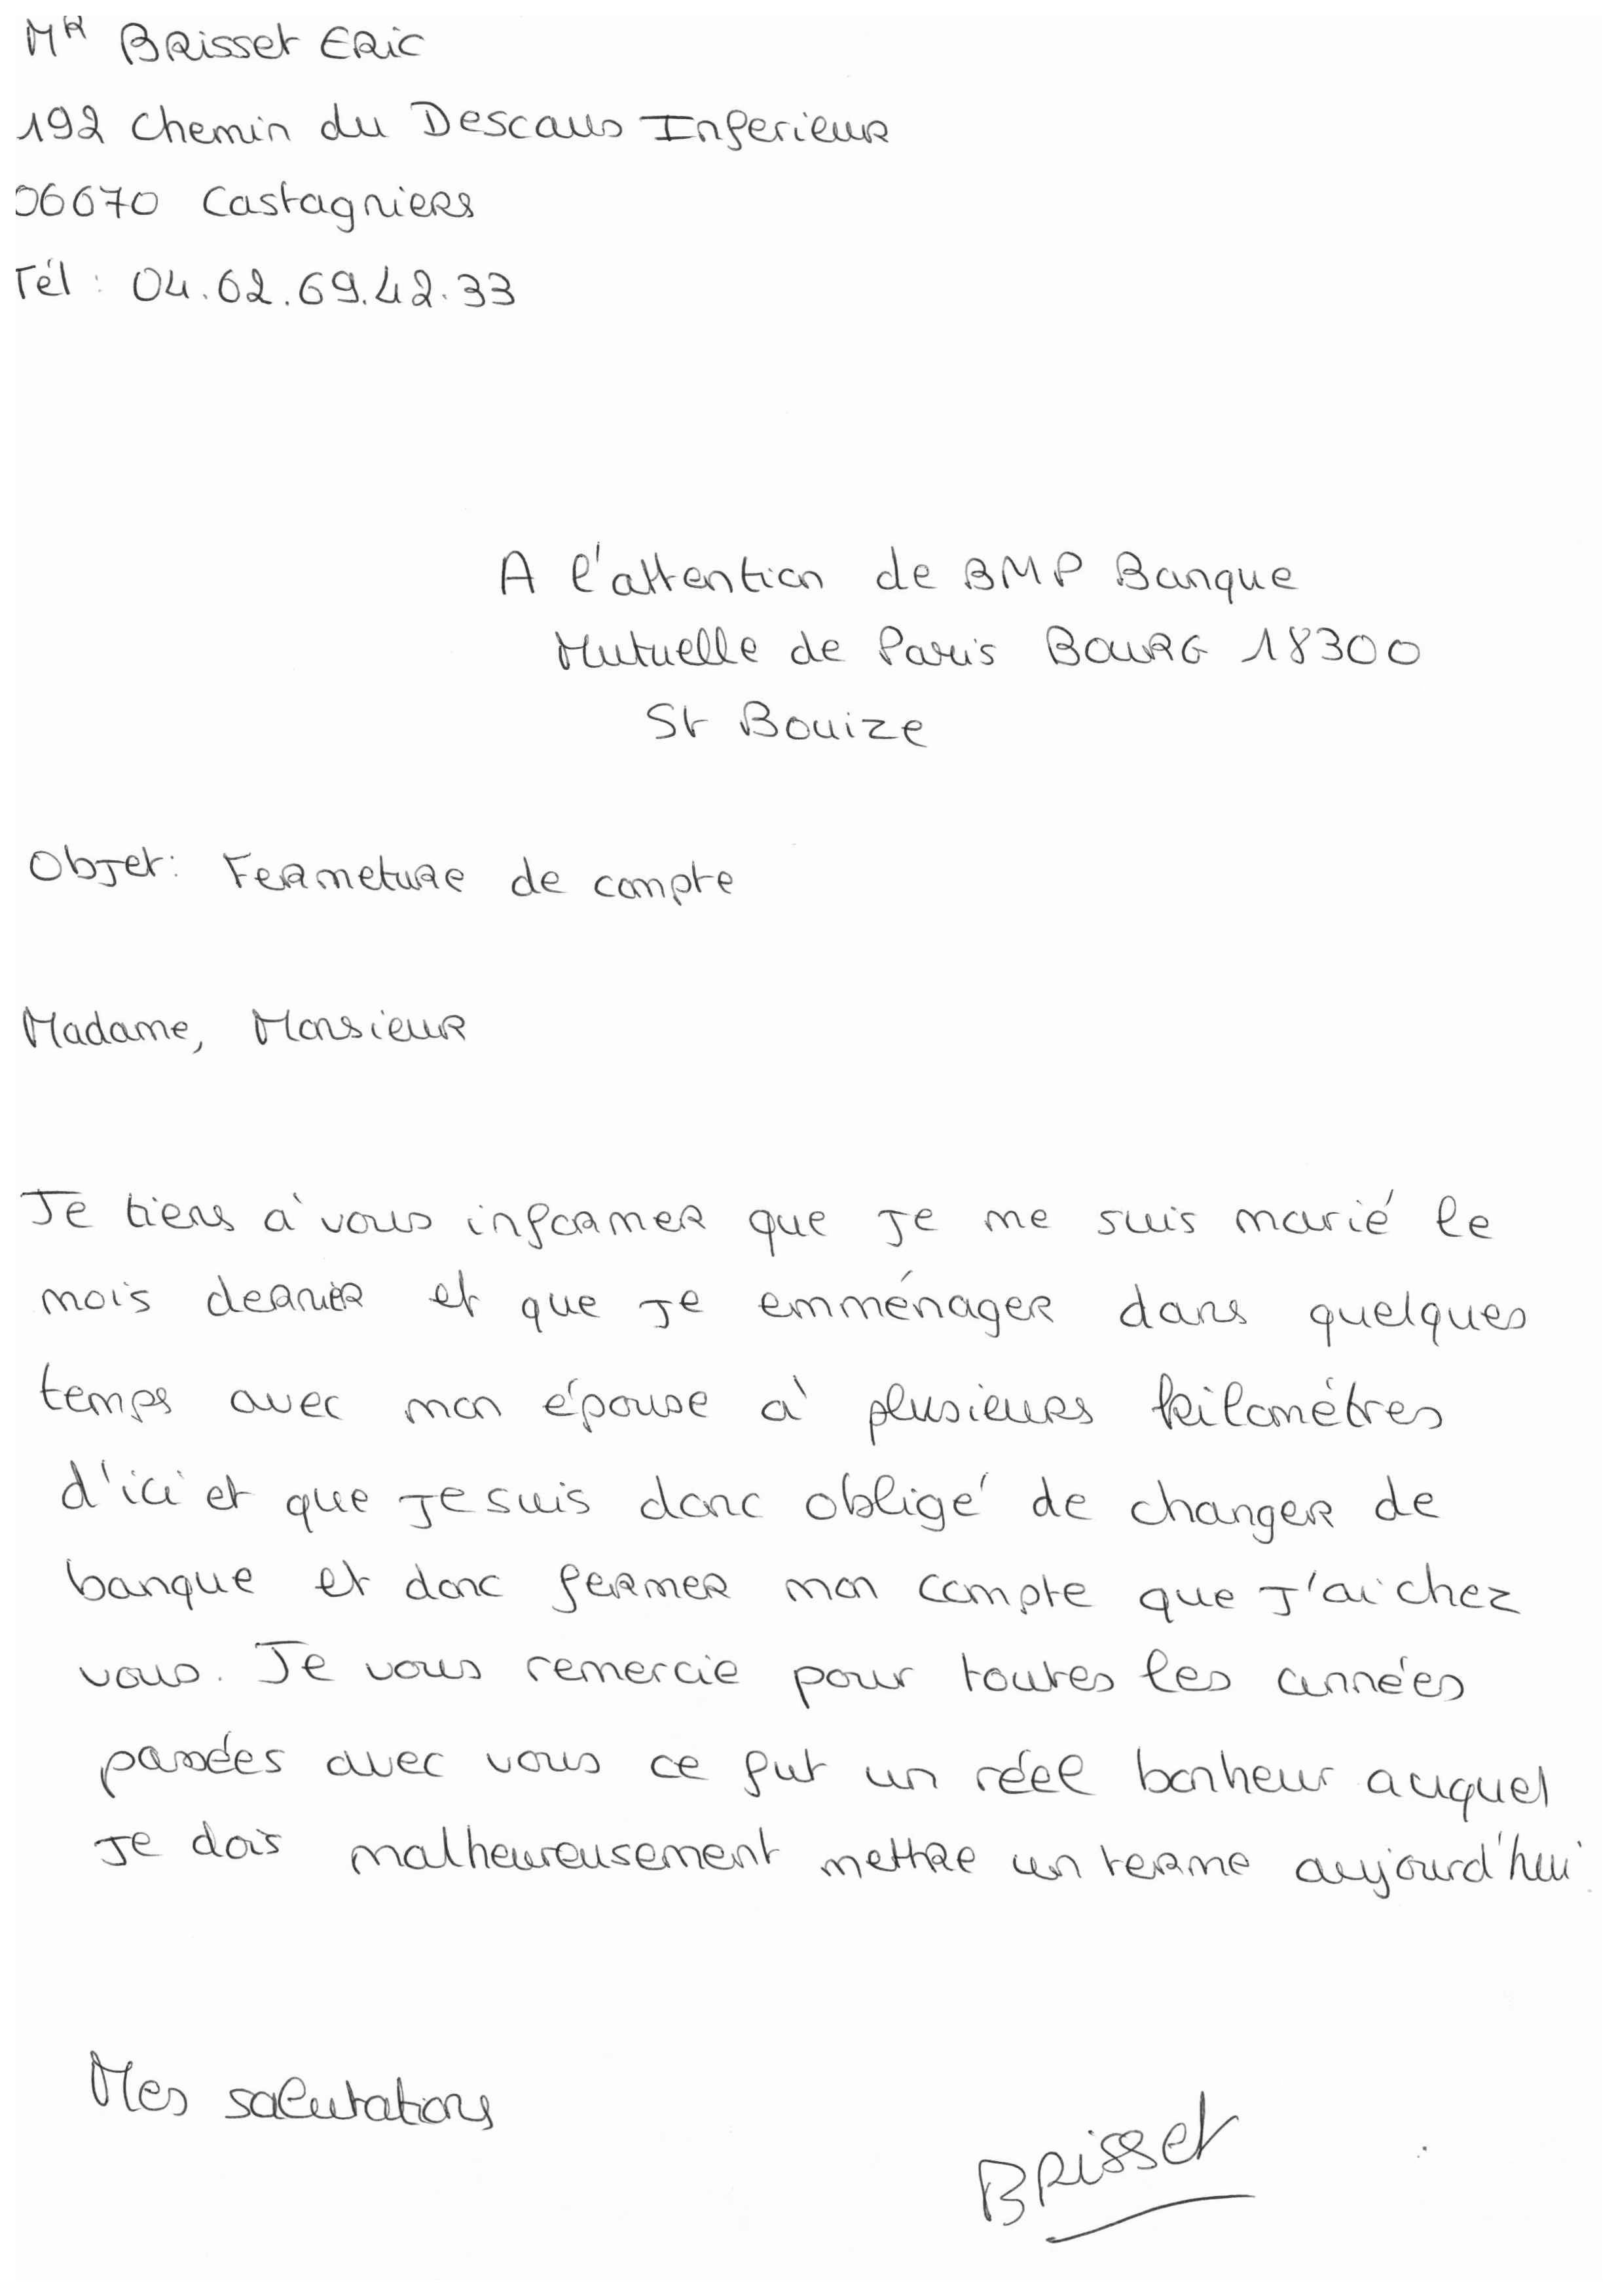 MR Brisset Eric
192 Chemin du Descaus Inferieur
06670 Castagniers
Tél : 04.62.69.42.33
A l'attention de BMP Banque
Mutuelle de Paris BOURG 18300
St Bouize
Objet : Fermeture de compte
Madame, Monsieur
Je tiens à vous informer que je me suis marié le
mois dernier et que je emménager dans quelques
temps avec mon épouse à plusieurs kilomètres
d'ici et que je suis donc obligé de changer de
banque et donc fermer mon compte que j'ai chez
vous. Je vous remercie pour toutes les années
passées avec vous ce fut un réel bonheur auquel
je dois malheureusement mettre un terme aujourd'hui.
Mes salutations
Brisset